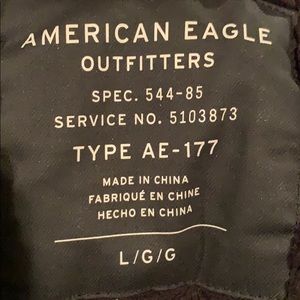 AMERICAN EAGLE
OUTFITTERS
SPEC. 544-85
SERVICE NO. 5103873
TYPE AE-177
MADE IN CHINA
FABRIQUÉ EN CHINE
HECHO EN CHINA
L/G/G